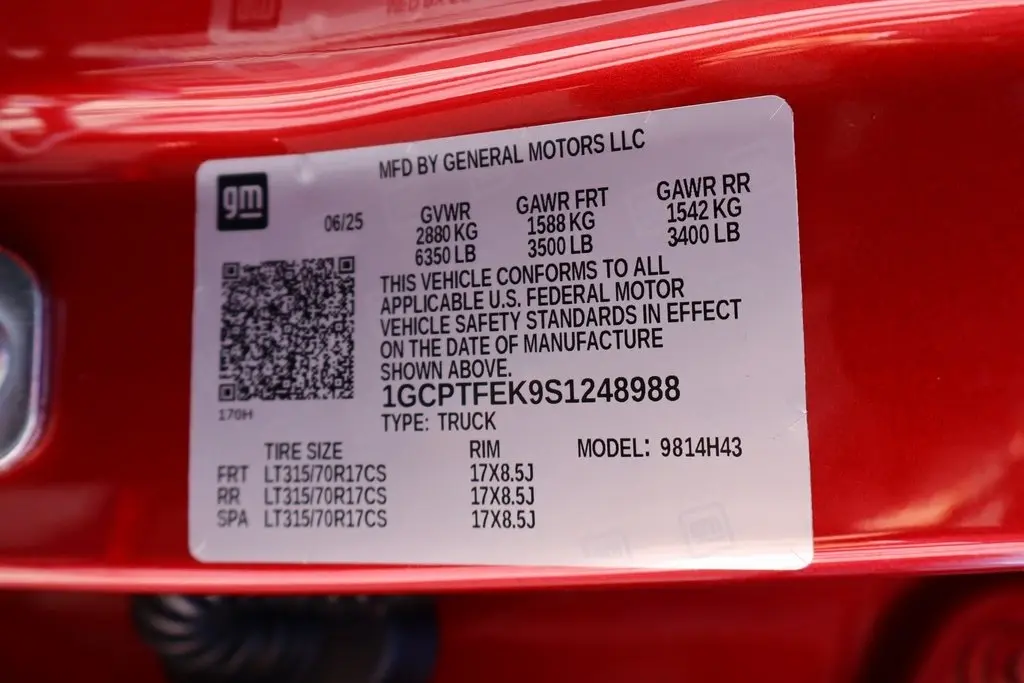 MFD BY GENERAL MOTORS LLC
gm
06/25
GVWR
2880 KG
6350 LB
GAWR FRT
1588 KG
3500 LB
GAWR RR
1542 KG
3400 LB
THIS VEHICLE CONFORMS TO ALL
APPLICABLE U.S. FEDERAL MOTOR
VEHICLE SAFETY STANDARDS IN EFFECT
ON THE DATE OF MANUFACTURE
SHOWN ABOVE.
170H
1GCPTFEK9S1248988
TYPE: TRUCK
TIRE SIZE RIM MODEL: 9814H43
FRT LT315/70R17CS 17X8.5J
RR LT315/70R17CS 17X8.5J
SPA LT315/70R17CS 17X8.5J